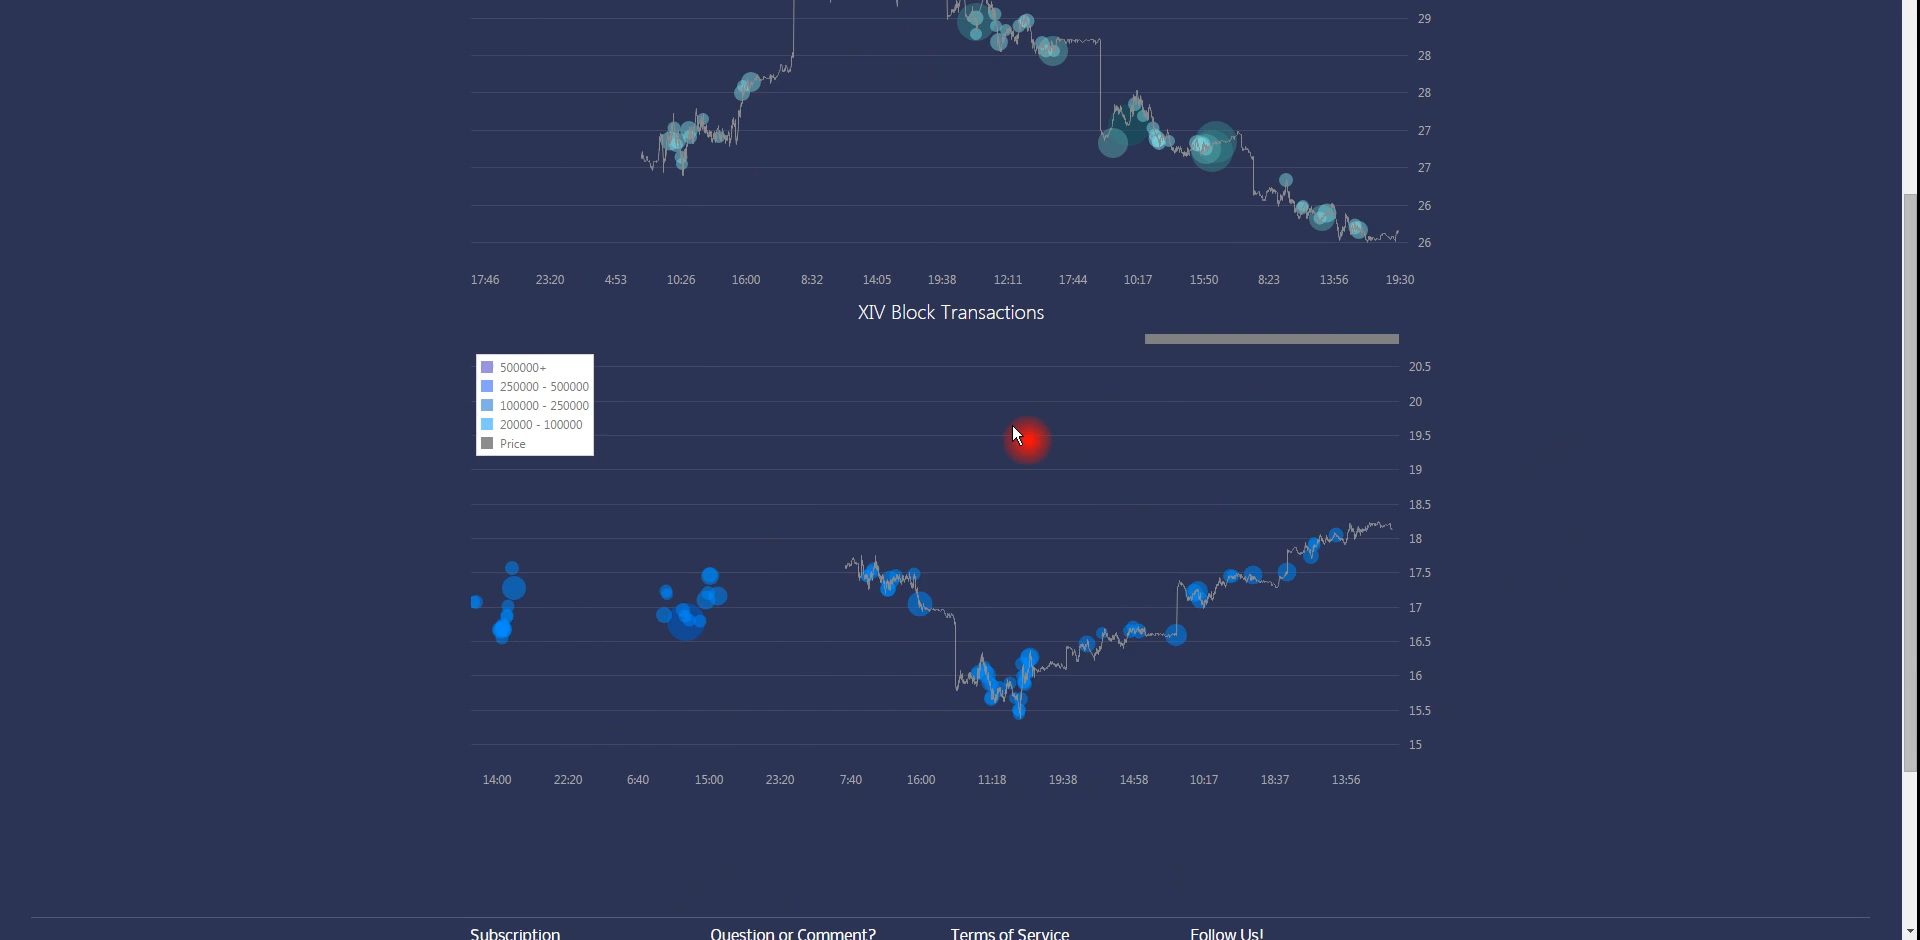 29
28
28
27
27
26
26
17:46 23:20 4:53 10:26 16:00 8:32 14:05 19:38 12:11 17:44 10:17 15:50 8:23 13:56 19:30
XIV Block Transactions
500000+
250000 - 500000
100000 - 250000
20000 - 100000
Price
20.5
20
19.5
19
18.5
18
17.5
17
16.5
16
15.5
15
14:00 22:20 6:40 15:00 23:20 7:40 16:00 11:18 19:38 14:58 10:17 18:37 13:56
Subscription Question or Comment? Terms of Service Follow Us!